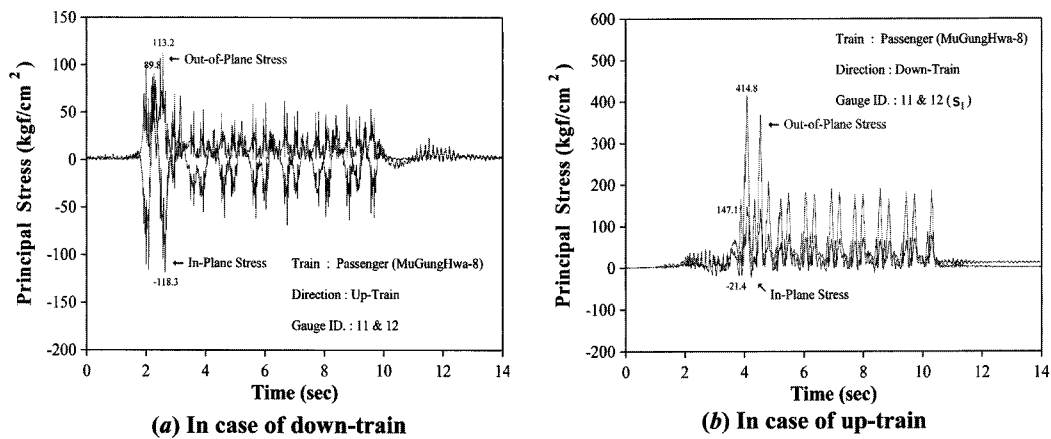 150
113.2
100
89.8
Out-of-Plane Stress
50
0
-50
-100
In-Plane Stress
-118.3
-150
-200
Train : Passenger (MuGungHwa-8)
Direction : Up-Train
Gauge ID. : 11 & 12
Principal Stress (kgf/cm²)
0 2 4 6 8 10 12 14
Time (sec)
(a) In case of down-train
600
500
400
300
200
100
0
-100
-200
Train : Passenger (MuGungHwa-8)
Direction : Down-Train
Gauge ID. : 11 & 12 (S₁)
414.8
Out-of-Plane Stress
147.1
-21.4
In-Plane Stress
Principal Stress (kgf/cm²)
0 2 4 6 8 10 12 14
Time (sec)
(b) In case of up-train